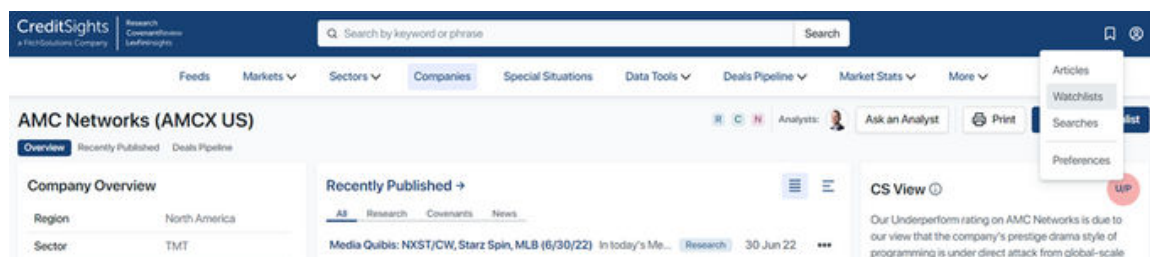 CreditSights
a FitchSolutions Company
Research
CovenantReview
LevFinInsights
Search by keyword or phrase
Search
Feeds
Markets
Sectors
Companies
Special Situations
Data Tools
Deals Pipeline
Market Stats
More
Articles
Watchlists
Searches
Preferences
AMC Networks (AMCX US)
R C N Analysts:
Ask an Analyst
Print
Overview Recently Published Deals Pipeline
Company Overview
Region North America
Sector TMT
Recently Published →
All Research Covenants News
Media Quibis: NXST/CW, Starz Spin, MLB (6/30/22) In today's Me... Research 30 Jun 22 •••
CS View
U/P
Our Underperform rating on AMC Networks is due to
our view that the company's prestige drama style of
programming is under direct attack from global-scale